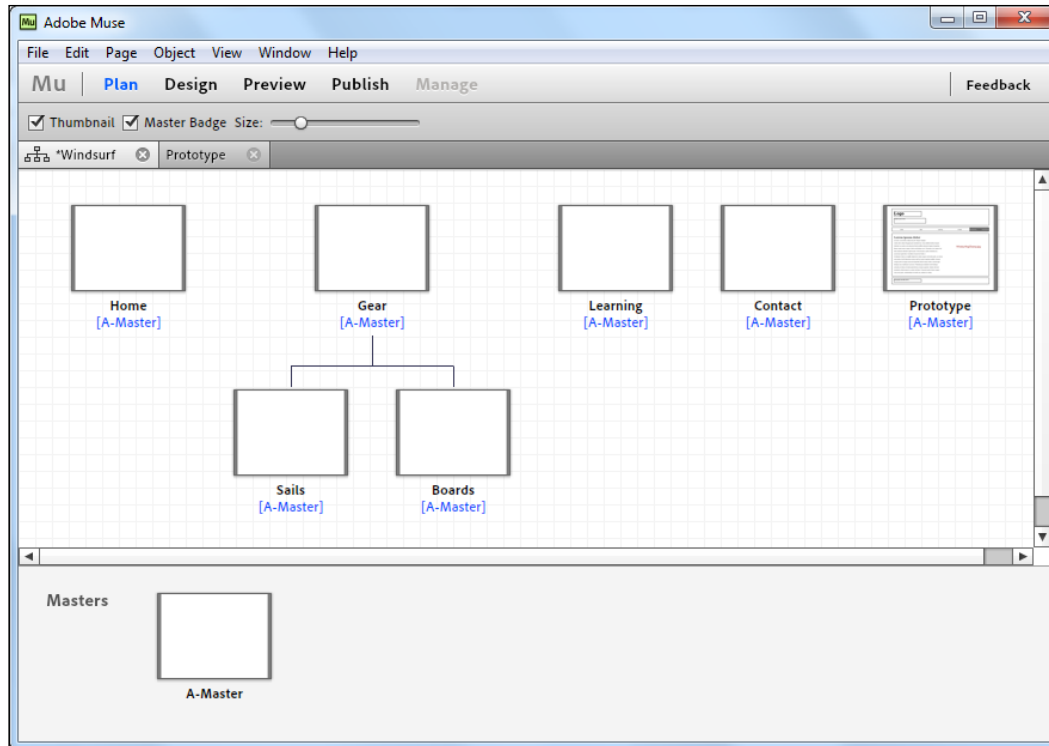 Mu Adobe Muse
File Edit Page Object View Window Help
Mu Plan Design Preview Publish Manage Feedback
Thumbnail Master Badge Size:
*Windsurf Prototype
Logo
Home Gear Learning Contact Prototype
[A-Master] [A-Master] [A-Master] [A-Master] [A-Master]
Sails Boards
[A-Master] [A-Master]
Masters
A-Master